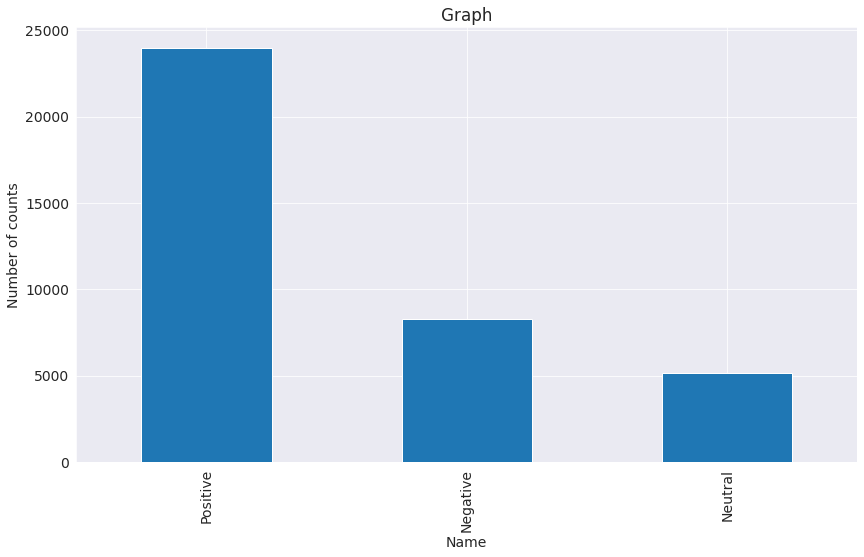 Graph
Number of counts
25000
20000
15000
10000
5000
0
Positive
Negative
Neutral
Name